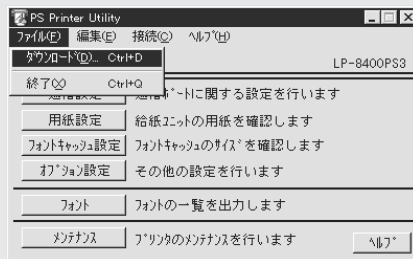 PS Printer Utility
ファイル(F) 編集(E) 接続(C) ヘルプ(H)
ダウンロード(D)... Ctrl+D
LP-8400PS3
終了(X) Ctrl+Q
通信設定 通信ポートに関する設定を行います
用紙設定 給紙ユニットの用紙を確認します
フォントキャッシュ設定 フォントキャッシュのサイズを確認します
オプション設定 その他の設定を行います
フォント フォントの一覧を出力します
メンテナンス プリンタのメンテナンスを行います
ヘルプ